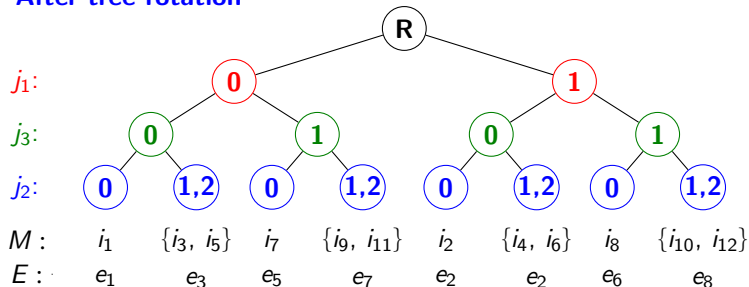 After tree rotation
R
j1: 0 1
j3: 0 1 0 1
j2: 0 1,2 0 1,2 0 1,2 0 1,2
M : i1 {i3, i5} i7 {i9, i11} i2 {i4, i6} i8 {i10, i12}
E : e1 e3 e5 e7 e2 e2 e6 e8